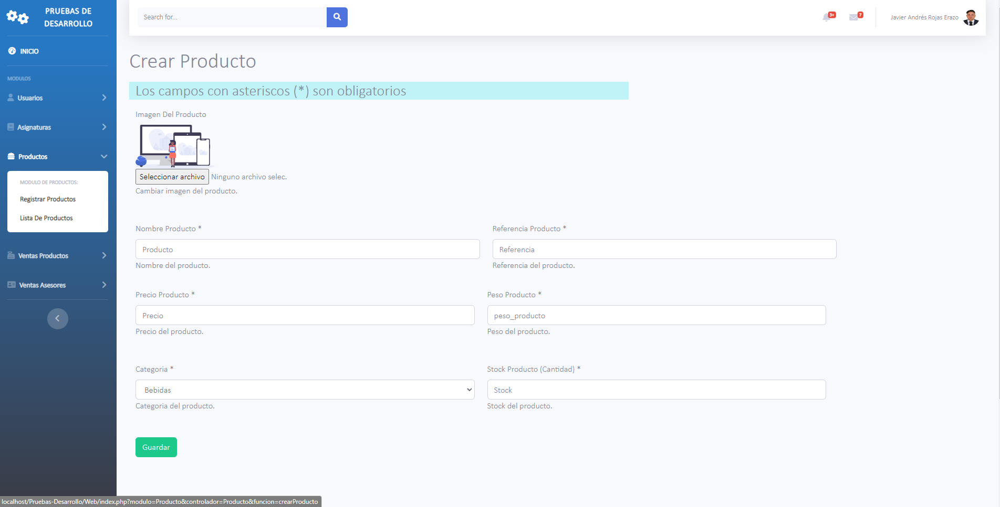 PRUEBAS DE
DESARROLLO
INICIO
MODULOS
Usuarios
Asignaturas
Productos
MODULO DE PRODUCTOS:
Registrar Productos
Lista De Productos
Ventas Productos
Ventas Asesores
Search for...
3+
7
Javier Andrés Rojas Erazo
Crear Producto
Los campos con asteriscos (*) son obligatorios
Imagen Del Producto
Seleccionar archivo Ninguno archivo selec.
Cambiar imagen del producto.
Nombre Producto *
Producto
Nombre del producto.
Referencia Producto *
Referencia
Referencia del producto.
Precio Producto *
Precio
Precio del producto.
Peso Producto *
peso_producto
Peso del producto.
Categoria *
Bebidas
Categoria del producto.
Stock Producto (Cantidad) *
Stock
Stock del producto.
Guardar
localhost/Pruebas-Desarrollo/Web/index.php?modulo=Producto&controlador=Producto&funcion=crearProducto